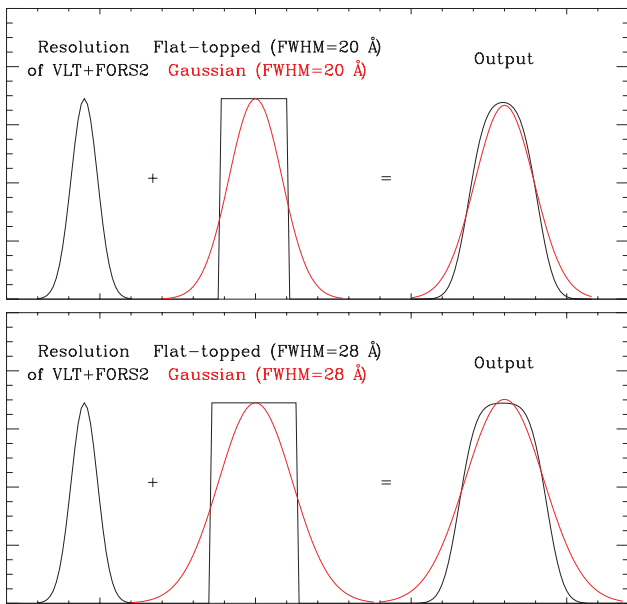 Resolution Flat-topped (FWHM=20 Å)
of VLT+FORS2 Gaussian (FWHM=20 Å)
Output
+ =
Resolution Flat-topped (FWHM=28 Å)
of VLT+FORS2 Gaussian (FWHM=28 Å)
Output
+ =